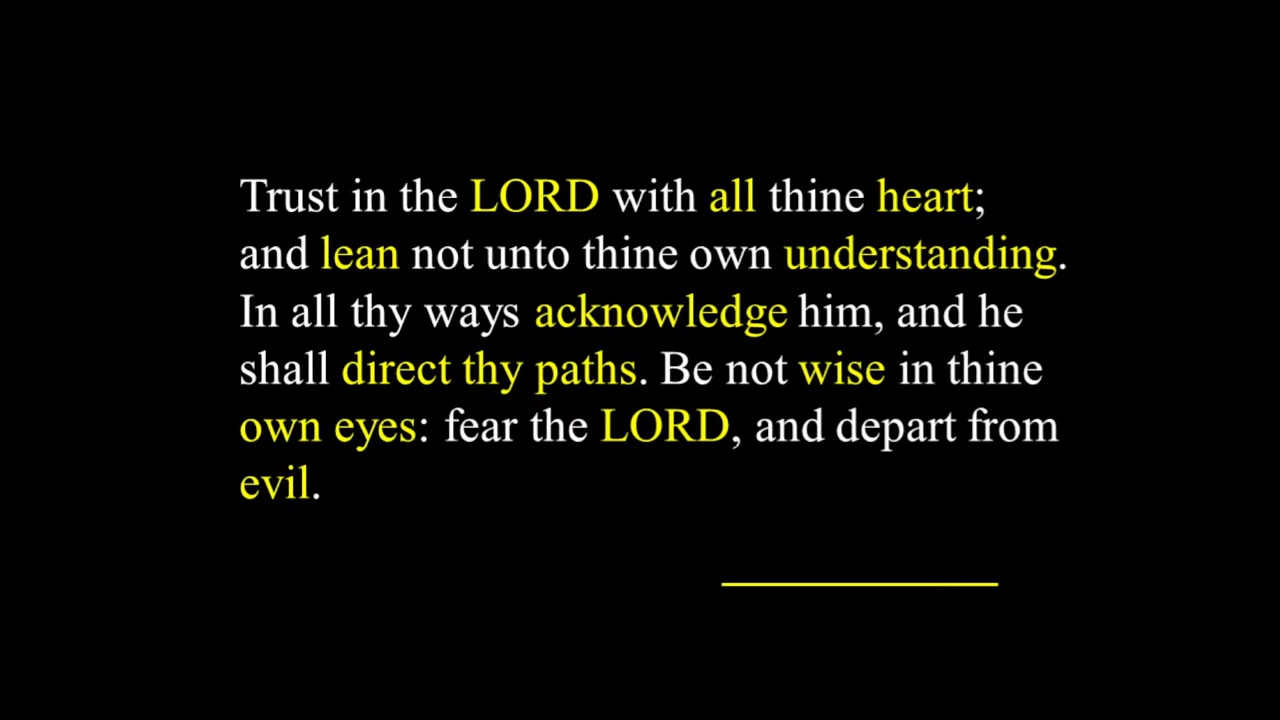 Trust in the LORD with all thine heart;
and lean not unto thine own understanding.
In all thy ways acknowledge him, and he
shall direct thy paths. Be not wise in thine
own eyes: fear the LORD, and depart from
evil.